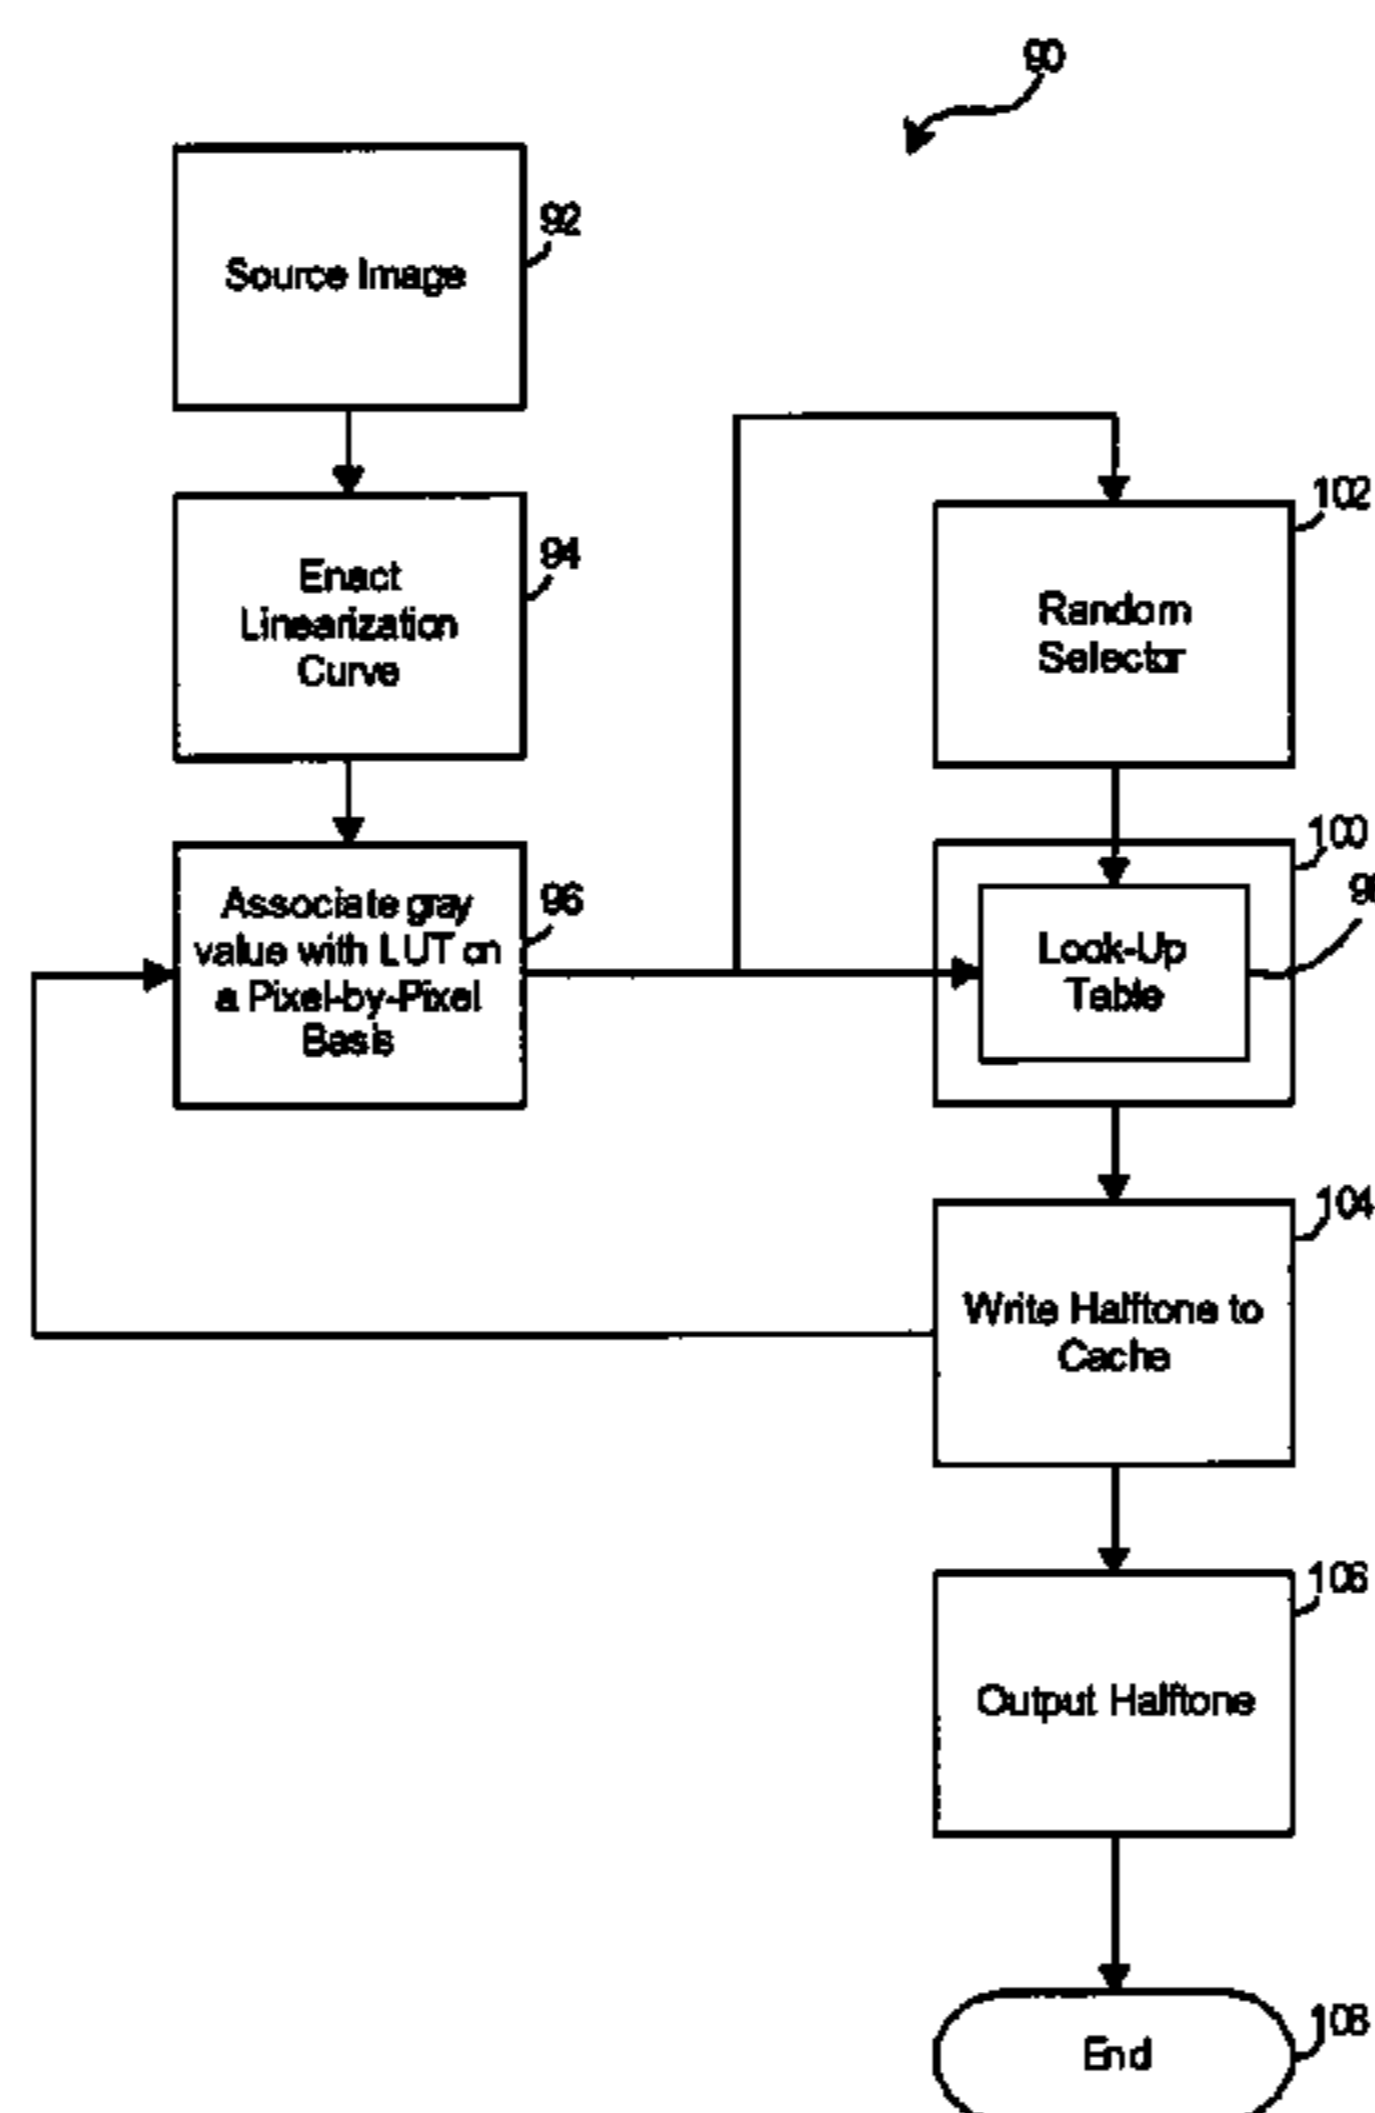 90
Source Image
92
Enact
Linearization
Curve
94
Associate gray
value with LUT on
a Pixel-by-Pixel
Basis
96
Random
Selector
102
100
Look-Up
Table
Write Halftone to
Cache
104
Output Halftone
106
End
108